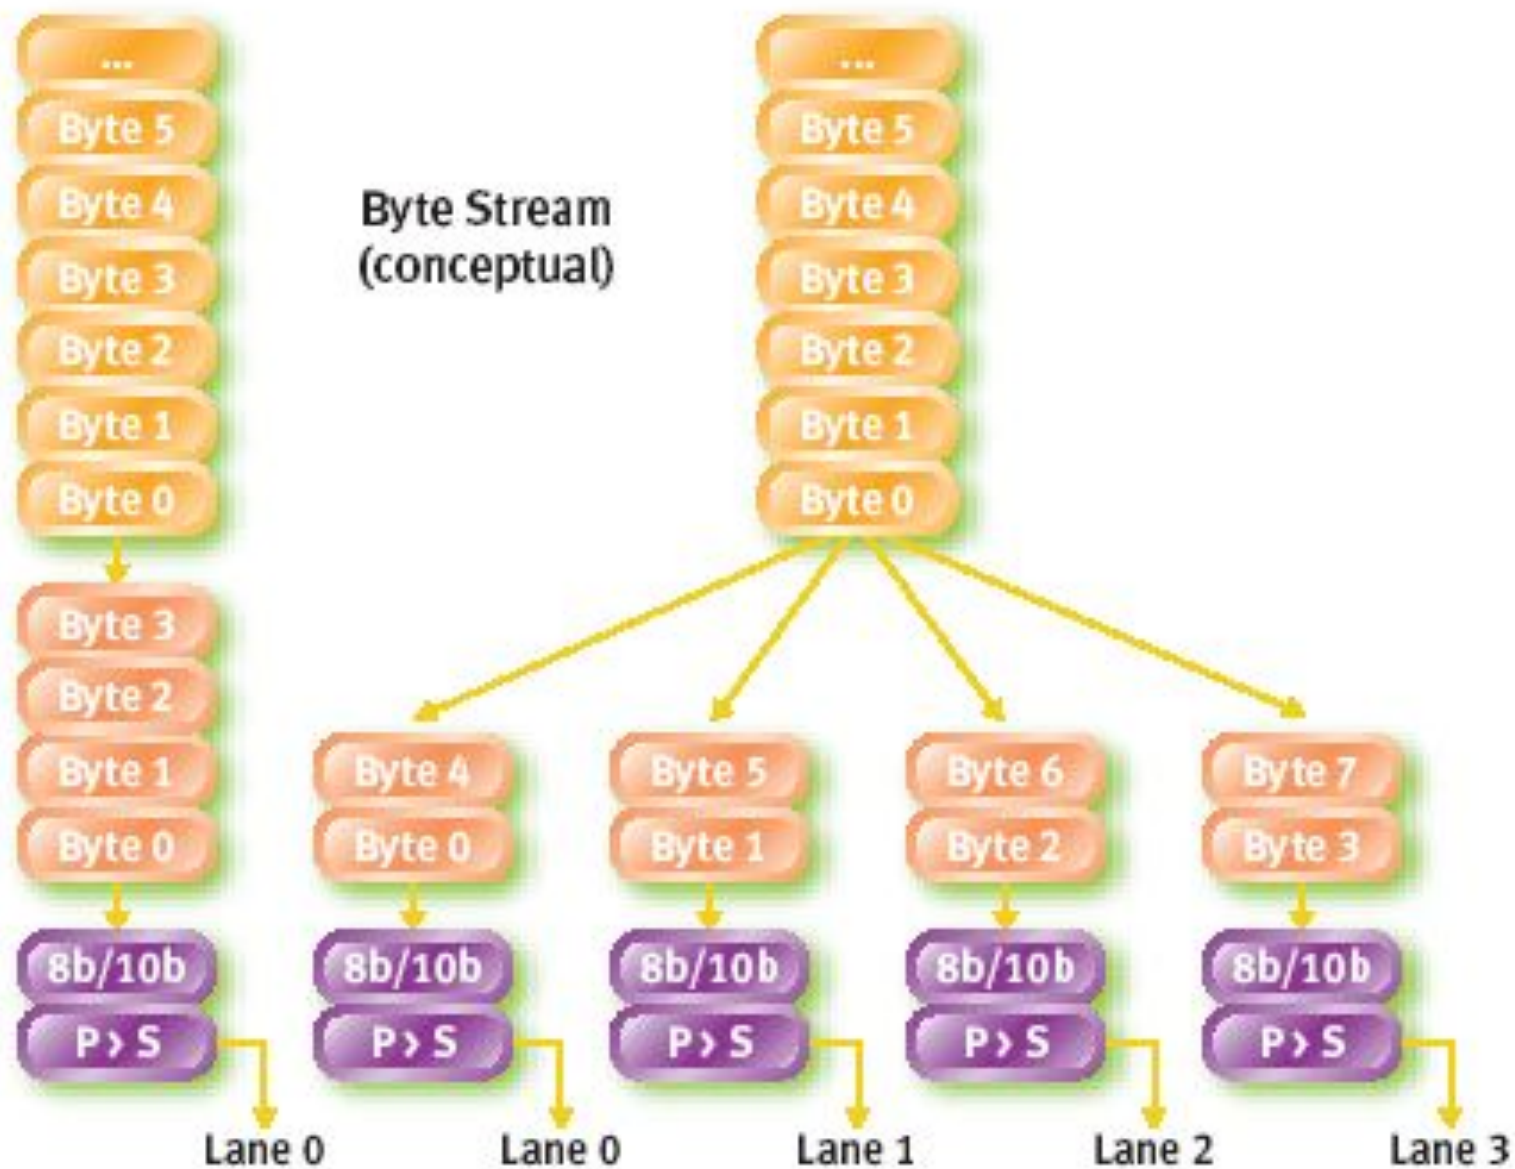 ...
Byte 5
Byte 4
Byte 3
Byte 2
Byte 1
Byte 0
Byte 3
Byte 2
Byte 1
Byte 0
8b/10b
P > S
Lane 0
Byte Stream
(conceptual)
...
Byte 5
Byte 4
Byte 3
Byte 2
Byte 1
Byte 0
Byte 4
Byte 0
8b/10b
P > S
Lane 0
Byte 5
Byte 1
8b/10b
P > S
Lane 1
Byte 6
Byte 2
8b/10b
P > S
Lane 2
Byte 7
Byte 3
8b/10b
P > S
Lane 3